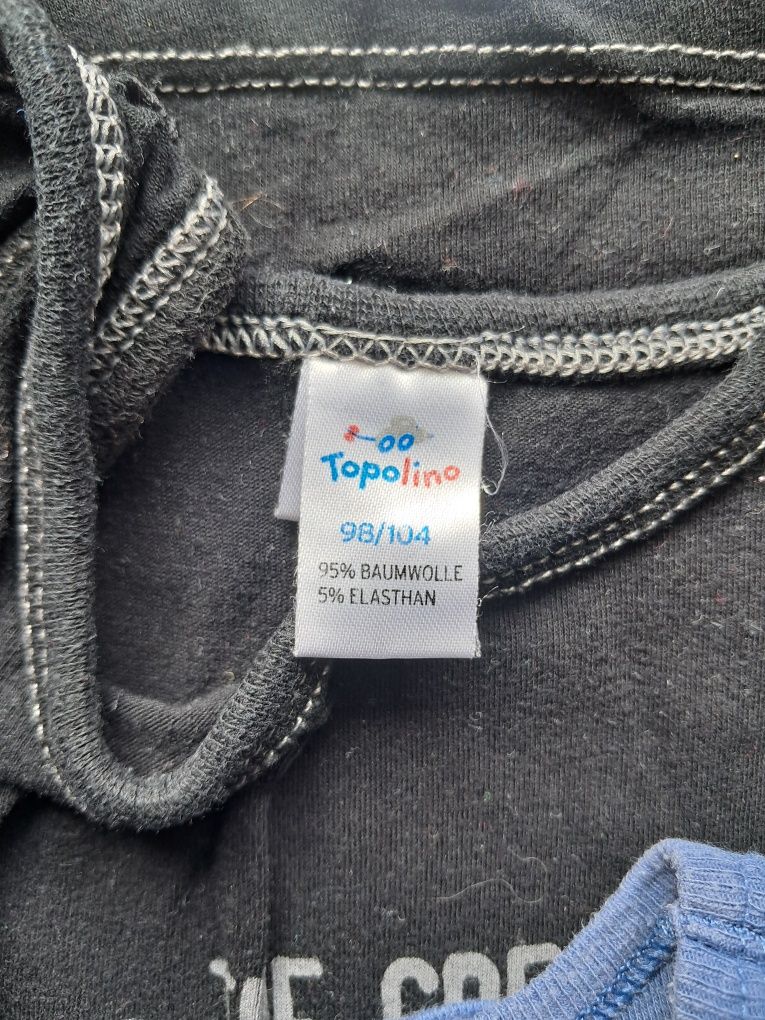 Topolino
98/104
95% BAUMWOLLE
5% ELASTHAN